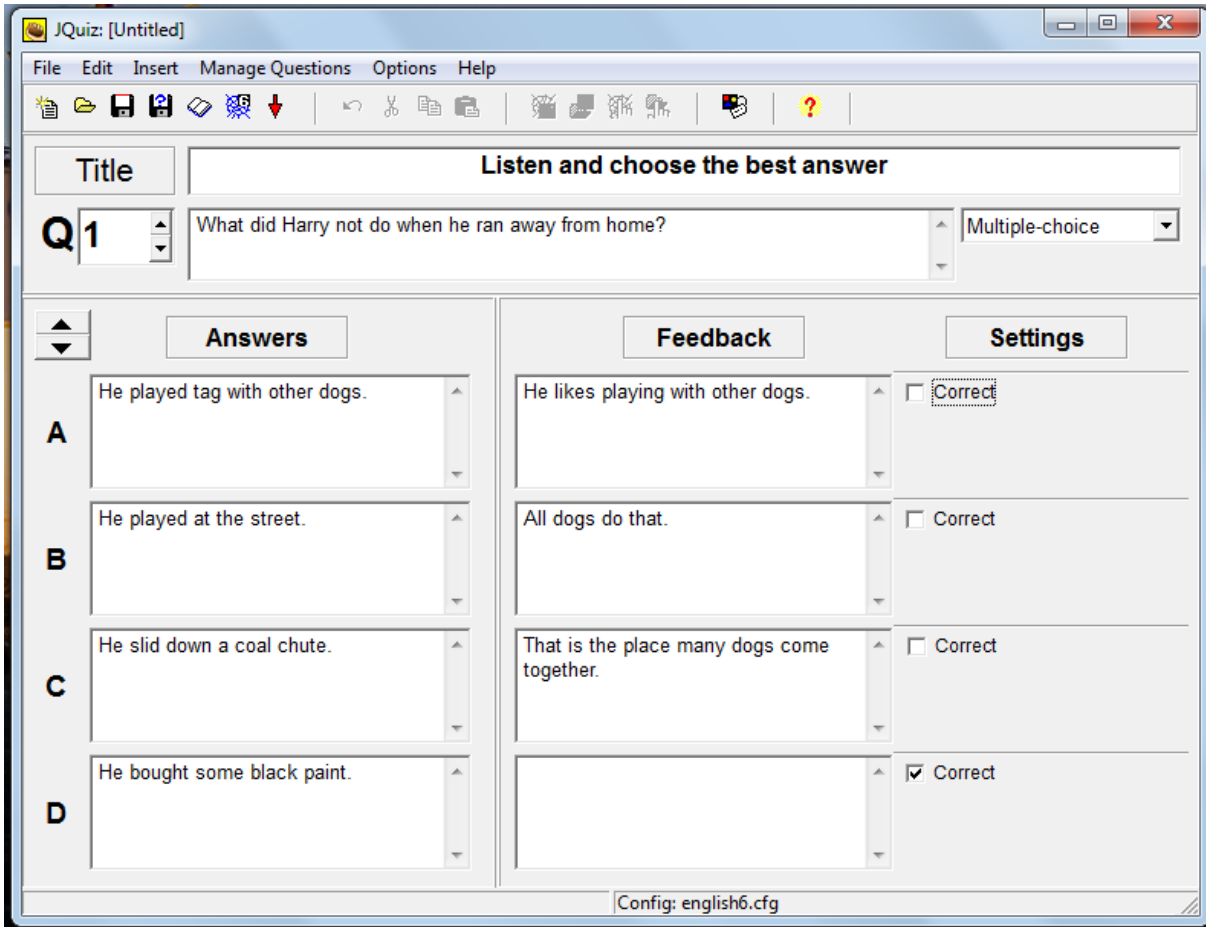 JQuiz: [Untitled]
File Edit Insert Manage Questions Options Help
Title
Listen and choose the best answer
Q 1
What did Harry not do when he ran away from home?
Multiple-choice
Answers
Feedback
Settings
A
He played tag with other dogs.
He likes playing with other dogs.
Correct
B
He played at the street.
All dogs do that.
Correct
C
He slid down a coal chute.
That is the place many dogs come
together.
Correct
D
He bought some black paint.
Correct
Config: english6.cfg